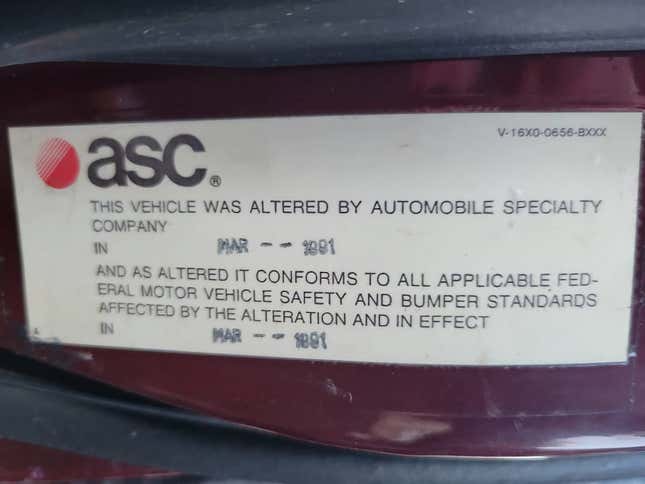 V-16X0-0656-BXXX
asc®
THIS VEHICLE WAS ALTERED BY AUTOMOBILE SPECIALTY
COMPANY
IN MAR -- 1991
AND AS ALTERED IT CONFORMS TO ALL APPLICABLE FED-
ERAL MOTOR VEHICLE SAFETY AND BUMPER STANDARDS
AFFECTED BY THE ALTERATION AND IN EFFECT
IN MAR -- 1991